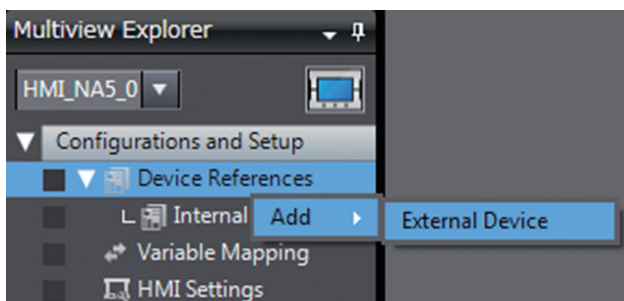 Multiview Explorer
HMI_NA5_0
Configurations and Setup
Device References
Internal
Add
External Device
Variable Mapping
HMI Settings